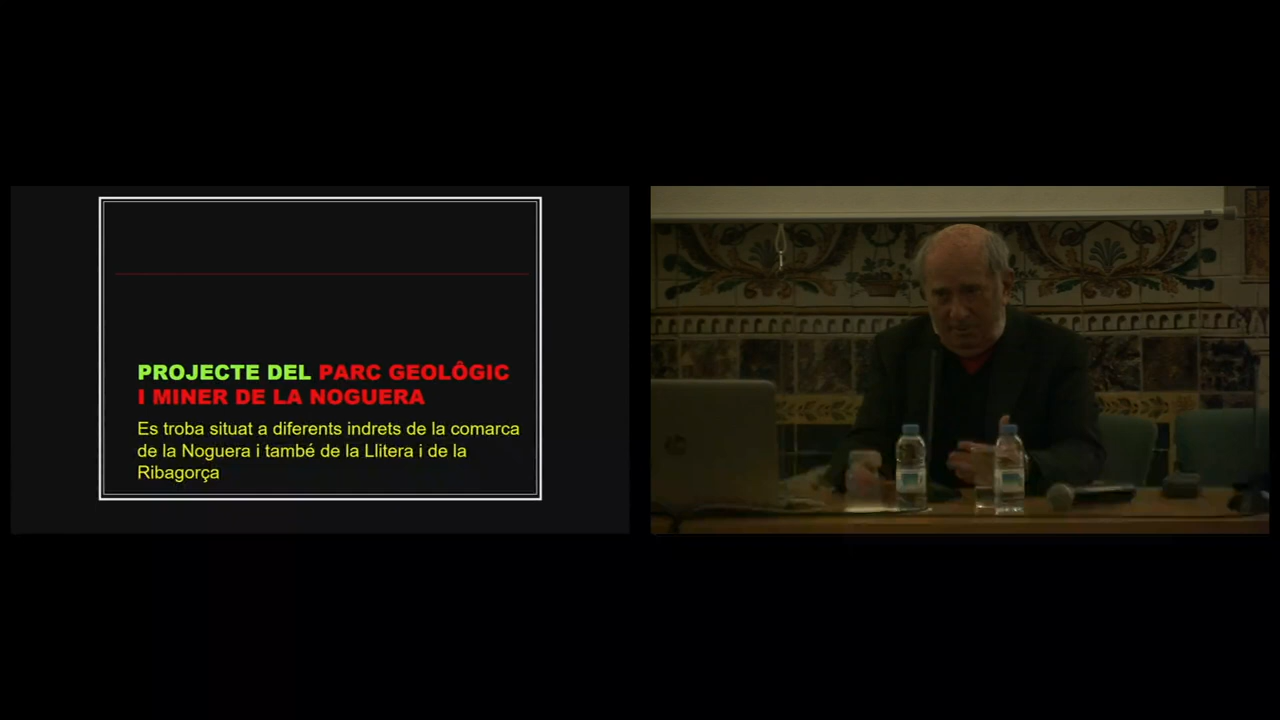 PROJECTE DEL PARC GEOLÔGIC
I MINER DE LA NOGUERA
Es troba situat a diferents indrets de la comarca
de la Noguera i també de la Llitera i de la
Ribagorça